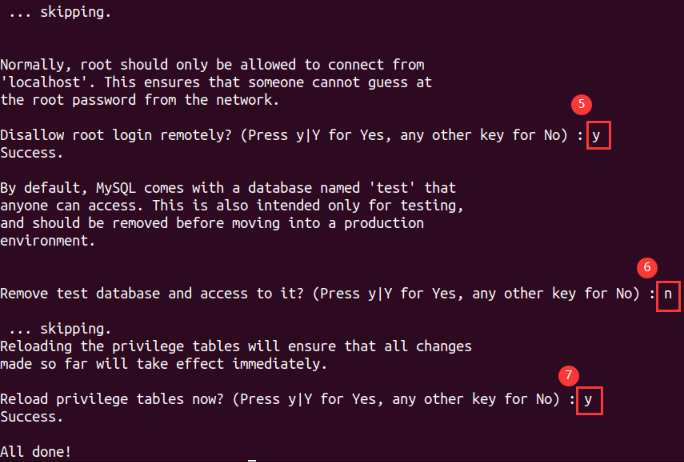 ... skipping.
Normally, root should only be allowed to connect from
'localhost'. This ensures that someone cannot guess at
the root password from the network.
5
Disallow root login remotely? (Press y|Y for Yes, any other key for No) : y
Success.
By default, MySQL comes with a database named 'test' that
anyone can access. This is also intended only for testing,
and should be removed before moving into a production
environment.
6
Remove test database and access to it? (Press y|Y for Yes, any other key for No) : n
... skipping.
Reloading the privilege tables will ensure that all changes
made so far will take effect immediately.
7
Reload privilege tables now? (Press y|Y for Yes, any other key for No) : y
Success.
All done!